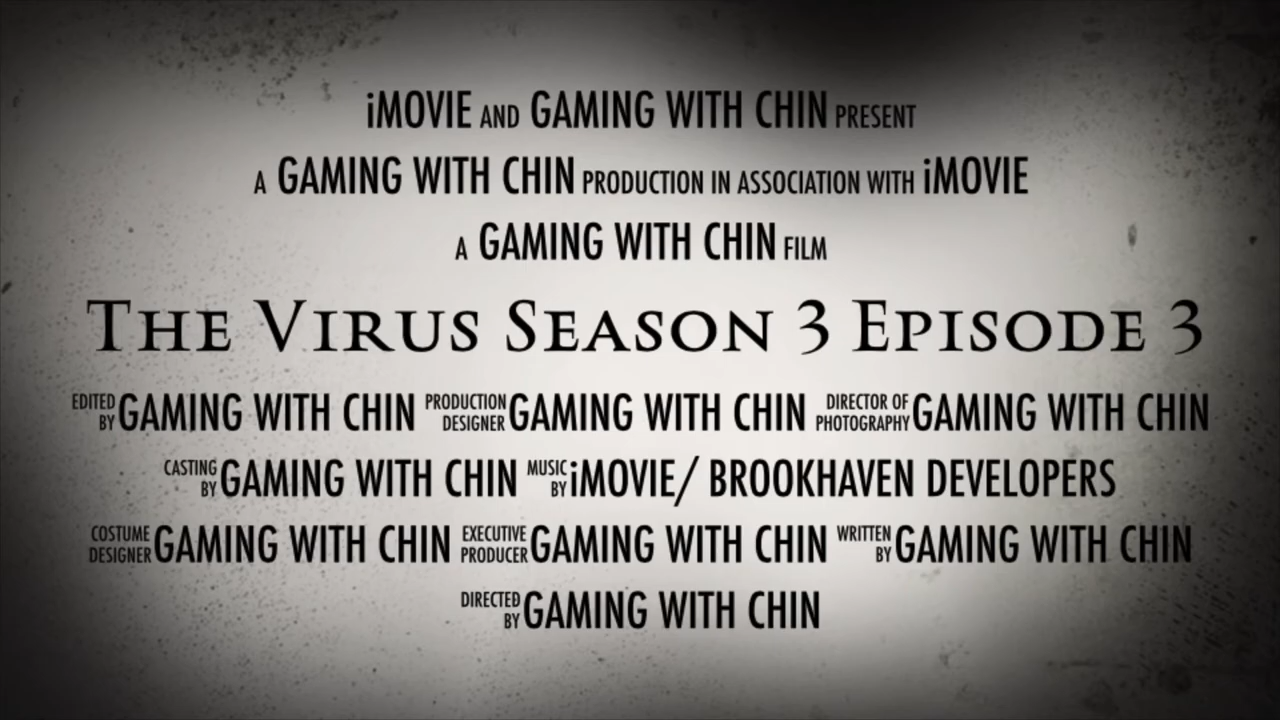 iMOVIE AND GAMING WITH CHIN PRESENT
A GAMING WITH CHIN PRODUCTION IN ASSOCIATION WITH iMOVIE
A GAMING WITH CHIN FILM
THE VIRUS SEASON 3 EPISODE 3
EDITED BY GAMING WITH CHIN PRODUCTION DESIGNER GAMING WITH CHIN DIRECTOR OF PHOTOGRAPHY GAMING WITH CHIN
CASTING BY GAMING WITH CHIN MUSIC BY iMOVIE/ BROOKHAVEN DEVELOPERS
COSTUME DESIGNER GAMING WITH CHIN EXECUTIVE PRODUCER GAMING WITH CHIN WRITTEN BY GAMING WITH CHIN
DIRECTED BY GAMING WITH CHIN